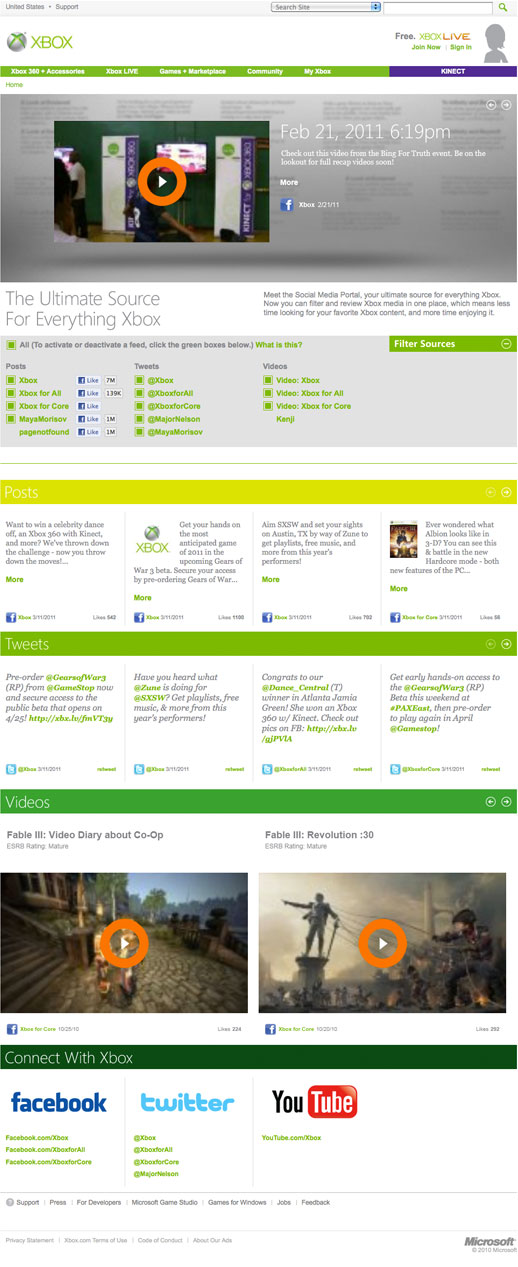 United States • Support
Search Site
XBOX
Free. XBOX LIVE
Join Now | Sign In
Xbox 360 + Accessories
Xbox LIVE
Games + Marketplace
Community
My Xbox
KINECT
Home
Feb 21, 2011 6:19pm
Check out this video from the Bing For Truth event. Be on the
lookout for full recap videos soon!
More
Xbox 2/21/11
The Ultimate Source
For Everything Xbox
Meet the Social Media Portal, your ultimate source for everything Xbox.
Now you can filter and review Xbox media in one place, which means less
time looking for your favorite Xbox content, and more time enjoying it.
All (To activate or deactivate a feed, click the green boxes below.) What is this?
Filter Sources
Posts
Xbox Like 7M
Xbox for All Like 139K
Xbox for Core Like
MayaMorisov Like 1M
pagenotfound Like 1M
Tweets
@Xbox
@XboxforAll
@XboxforCore
@MajorNelson
@MayaMorisov
Videos
Video: Xbox
Video: Xbox for All
Video: Xbox for Core
Kenji
Posts
Want to win a celebrity dance
off, an Xbox 360 with Kinect,
and more? We've thrown down
the challenge - now you throw
down the moves!...
More
Xbox 3/11/2011 Likes 543
XBOX
Get your hands on
the most
anticipated game
of 2011 in the
upcoming Gears of
War 3 beta. Secure your access
by pre-ordering Gears of War...
More
Xbox 3/11/2011 Likes 1100
Aim SXSW and set your sights
on Austin, TX by way of Zune to
get playlists, free music, and
more from this year's
performers!
More
Xbox 3/11/2011 Likes 793
Ever wondered what
Albion looks like in
3-D? You can see this
& battle in the new
Hardcore mode - both
new features of the PC...
More
Xbox for Core 3/11/2011 Likes 56
Tweets
Pre-order @GearsofWar3
(RP) from @GameStop now
and secure access to the
public beta that opens on
4/25! http://xbx.lv/fmVT3y
@Xbox 3/11/2011 retweet
Have you heard what
@Zune is doing for
@SXSW? Get playlists, free
music, & more from this
year's performers!
@Xbox 3/11/2011 retweet
Congrats to our
@Dance_Central (T)
winner in Atlanta Jamia
Green! She won an Xbox
360 w/ Kinect. Check out
pics on FB: http://xbx.lv
/gjPVlA
@XboxforAll 3/11/2011 retweet
Get early hands-on access to
the @GearsofWar3 (RP)
Beta this weekend at
#PAXEast, then pre-order
to play again in April
@Gamestop!
@XboxforCore 3/11/2011 retweet
Videos
Fable III: Video Diary about Co-Op
ESRB Rating: Mature
Xbox for Core 10/25/10 Likes 224
Fable III: Revolution :30
ESRB Rating: Mature
Xbox for Core 10/20/10 Likes 252
Connect With Xbox
facebook
Facebook.com/Xbox
Facebook.com/XboxforAll
Facebook.com/XboxforCore
twitter
@Xbox
@XboxforAll
@XboxforCore
@MajorNelson
YouTube
YouTube.com/Xbox
Support | Press | For Developers | Microsoft Game Studio | Games for Windows | Jobs | Feedback
Privacy Statement | Xbox.com Terms of Use | Code of Conduct | About Our Ads
Microsoft
© 2010 Microsoft